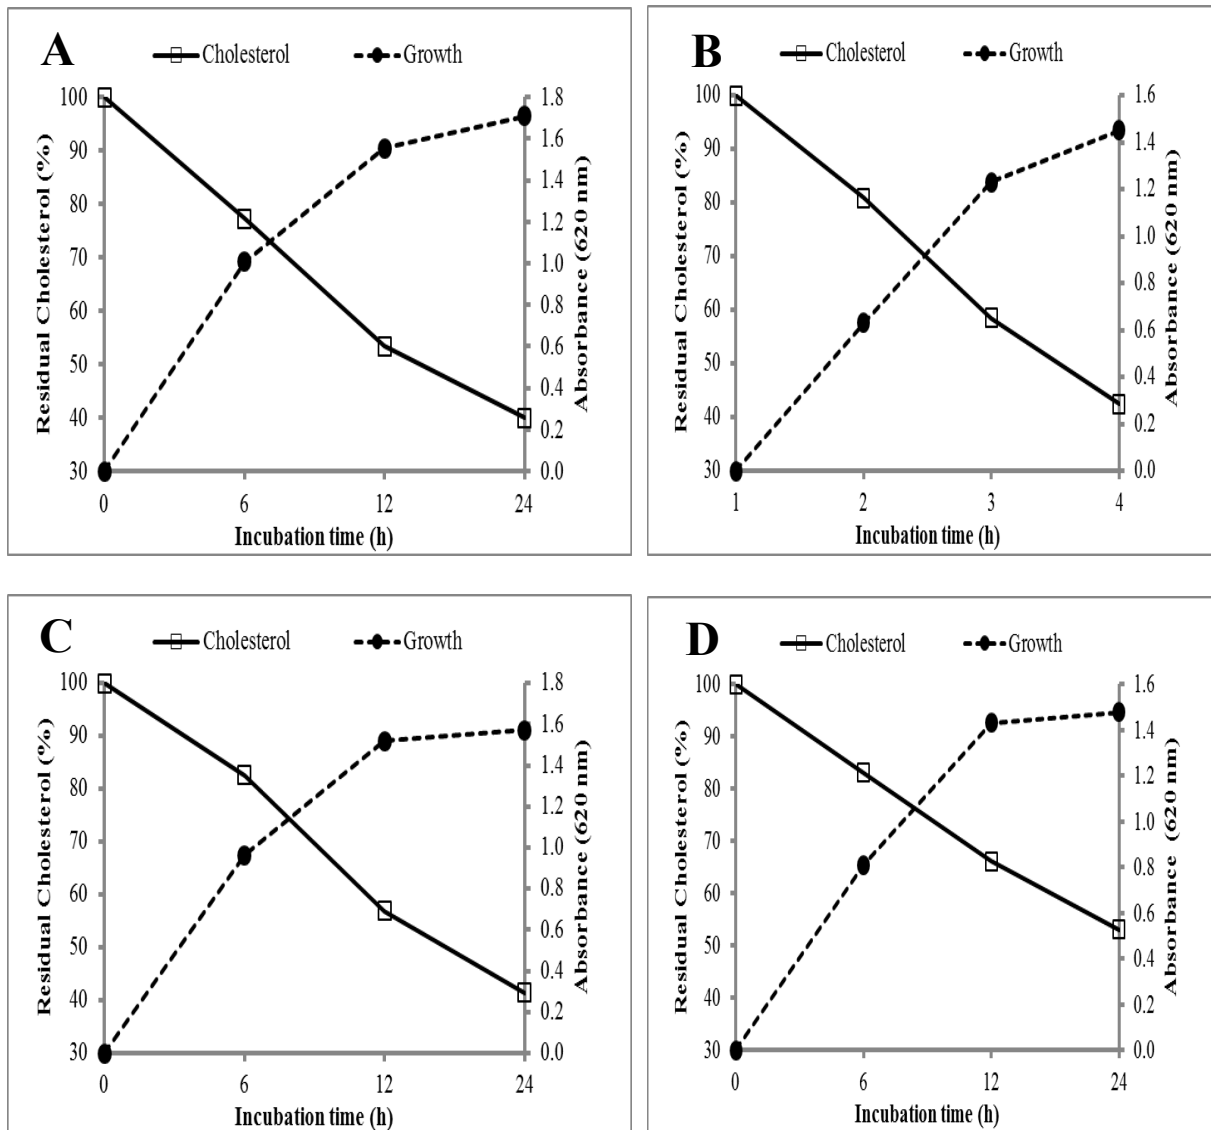 A
Cholesterol Growth
100
90
80
70
60
50
40
30
Residual Cholesterol (%)
1.8
1.6
1.4
1.2
1.0
0.8
0.6
0.4
0.2
0.0
Absorbance (620 nm)
0 6 12 24
Incubation time (h)
B
Cholesterol Growth
100
90
80
70
60
50
40
30
Residual Cholesterol (%)
1.6
1.4
1.2
1.0
0.8
0.6
0.4
0.2
0.0
Absorbance (620 nm)
1 2 3 4
Incubation time (h)
C
Cholesterol Growth
100
90
80
70
60
50
40
30
Residual Cholesterol (%)
1.8
1.6
1.4
1.2
1.0
0.8
0.6
0.4
0.2
0.0
Absorbance (620 nm)
0 6 12 24
Incubation time (h)
D
Cholesterol Growth
100
90
80
70
60
50
40
30
Residual Cholesterol (%)
1.6
1.4
1.2
1.0
0.8
0.6
0.4
0.2
0.0
Absorbance (620 nm)
0 6 12 24
Incubation time (h)